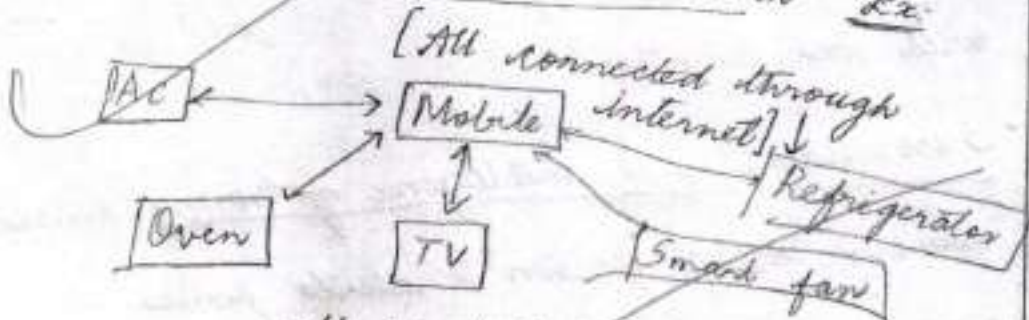 Ex:
[All connected through
internet]
AC
Mobile
Refrigerator
Oven
TV
Smart fan